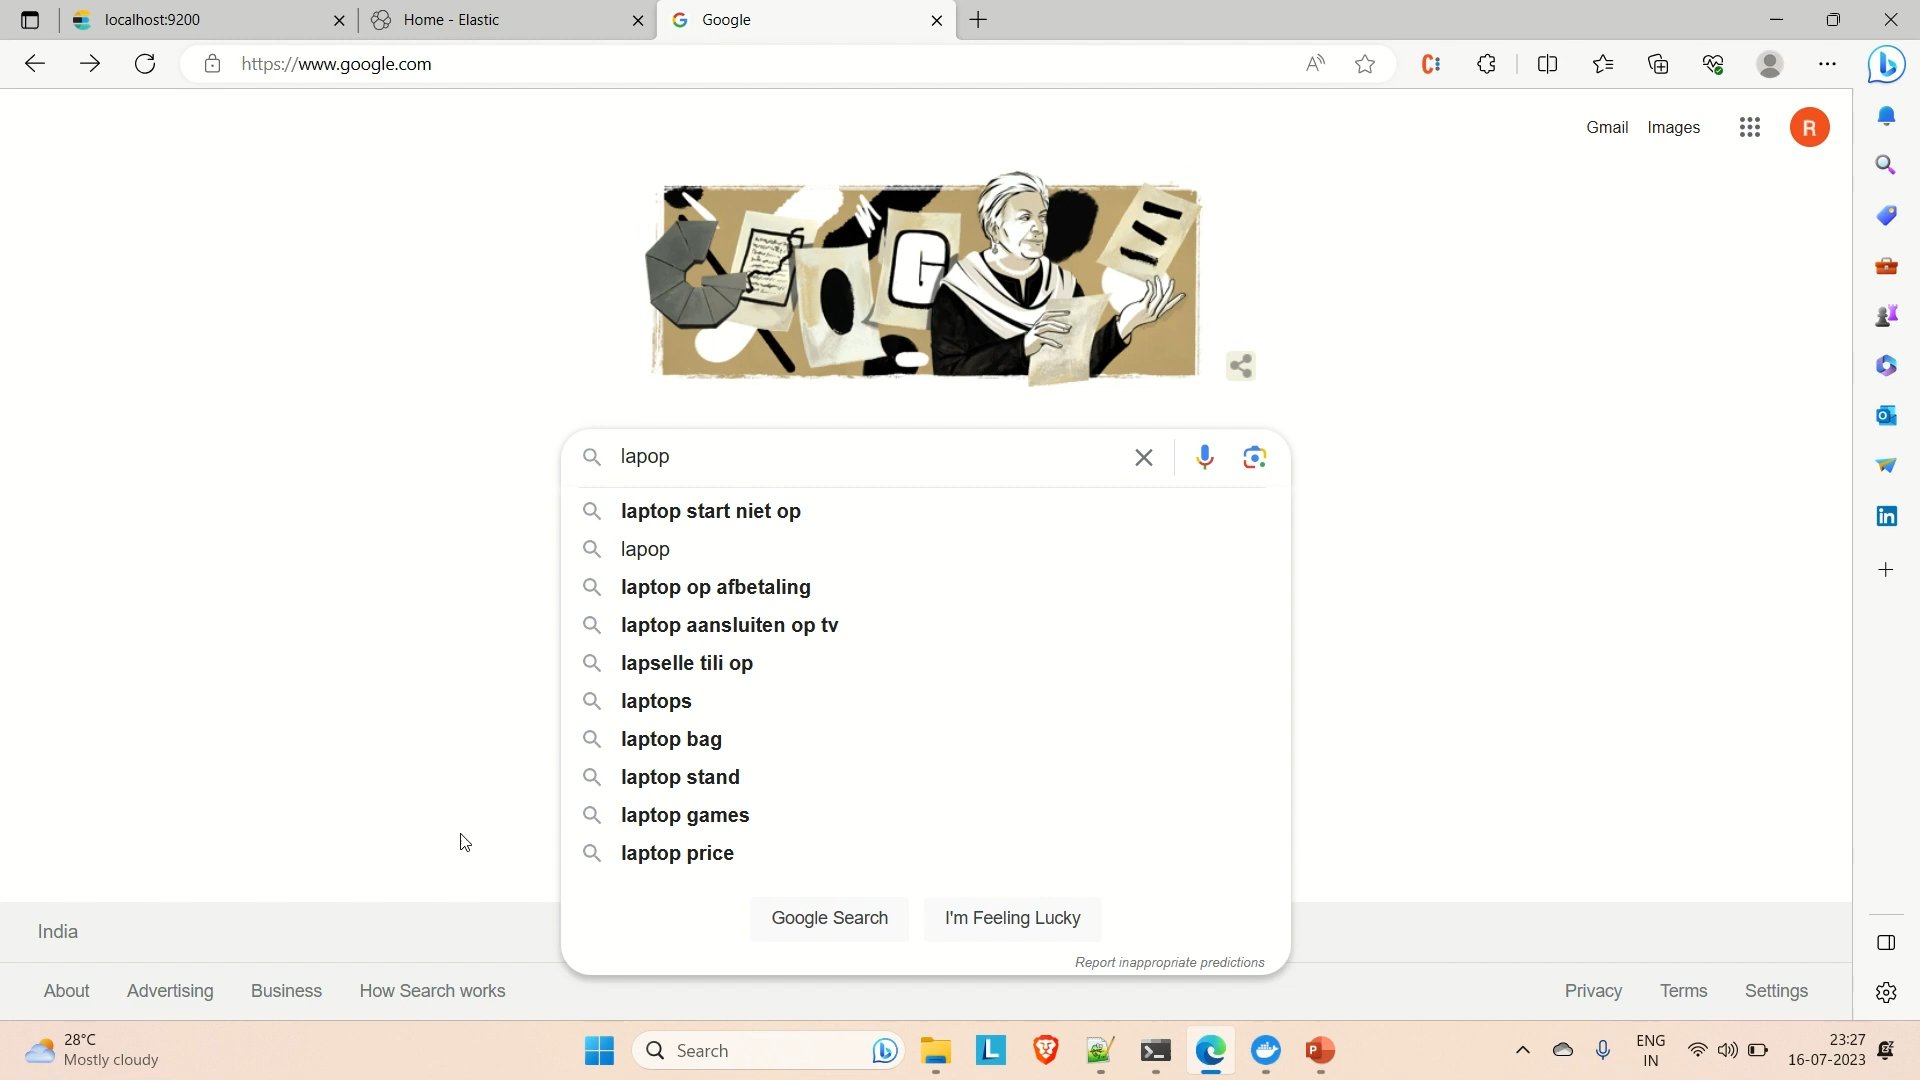 localhost:9200
Home - Elastic
Google
https://www.google.com
Gmail Images
R
lapop
laptop start niet op
lapop
laptop op afbetaling
laptop aansluiten op tv
lapselle tili op
laptops
laptop bag
laptop stand
laptop games
laptop price
Google Search I'm Feeling Lucky
Report inappropriate predictions
India
About Advertising Business How Search works
Privacy Terms Settings
28°C
Mostly cloudy
Search
ENG
IN
23:27
16-07-2023